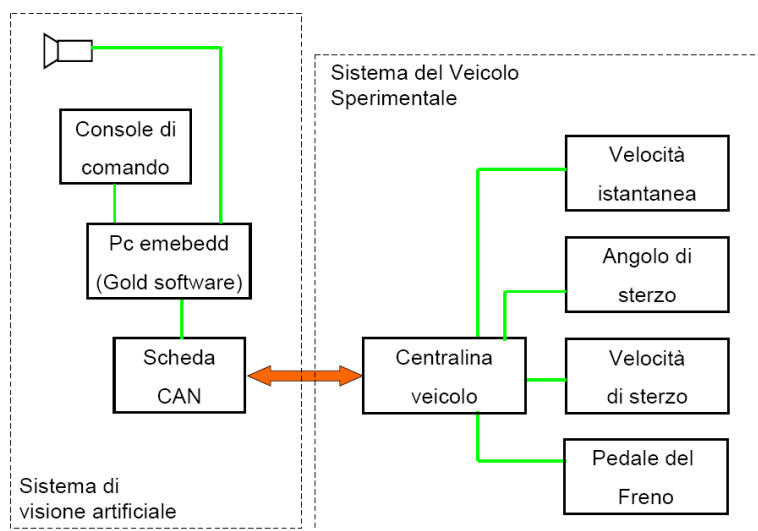 Sistema del Veicolo
Sperimentale
Console di
comando
Pc emebedd
(Gold software)
Scheda
CAN
Sistema di
visione artificiale
Centralina
veicolo
Velocità
istantanea
Angolo di
sterzo
Velocità
di sterzo
Pedale del
Freno